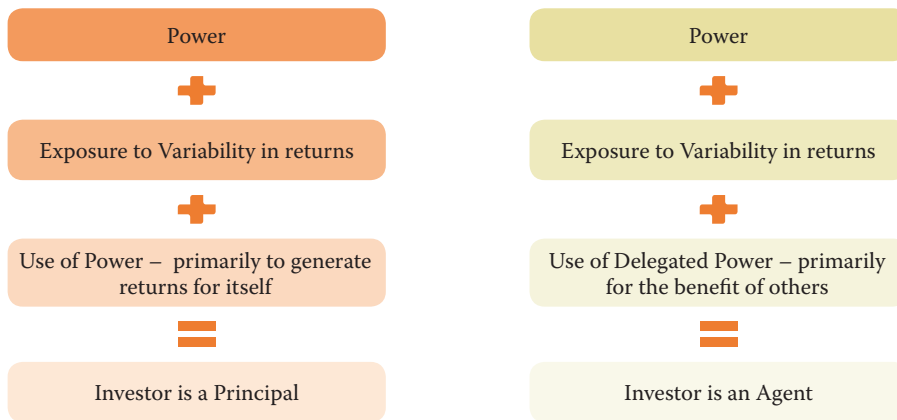 Power
Exposure to Variability in returns
Use of Power – primarily to generate
returns for itself
Investor is a Principal
Power
Exposure to Variability in returns
Use of Delegated Power – primarily
for the benefit of others
Investor is an Agent